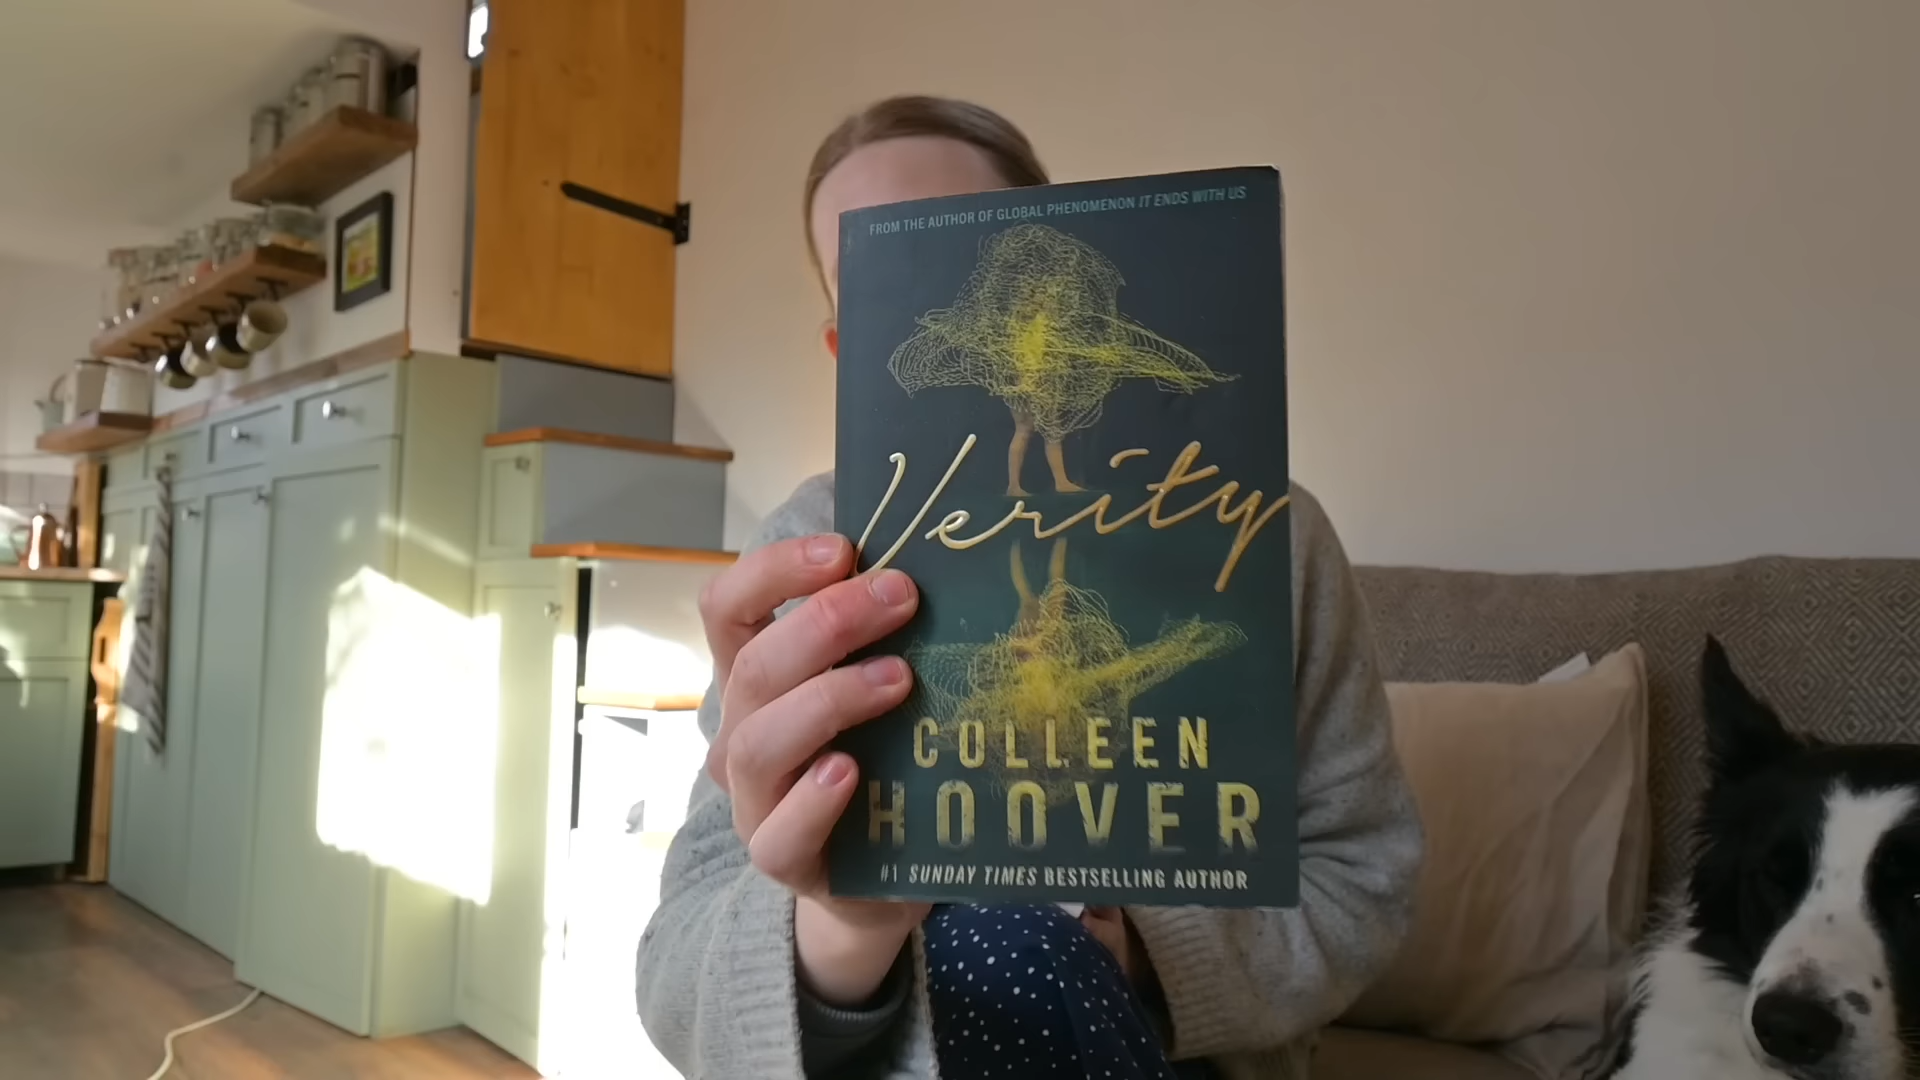 FROM THE AUTHOR OF GLOBAL PHENOMENON IT ENDS WITH US
Verity
COLLEEN
HOOVER
#1 SUNDAY TIMES BESTSELLING AUTHOR